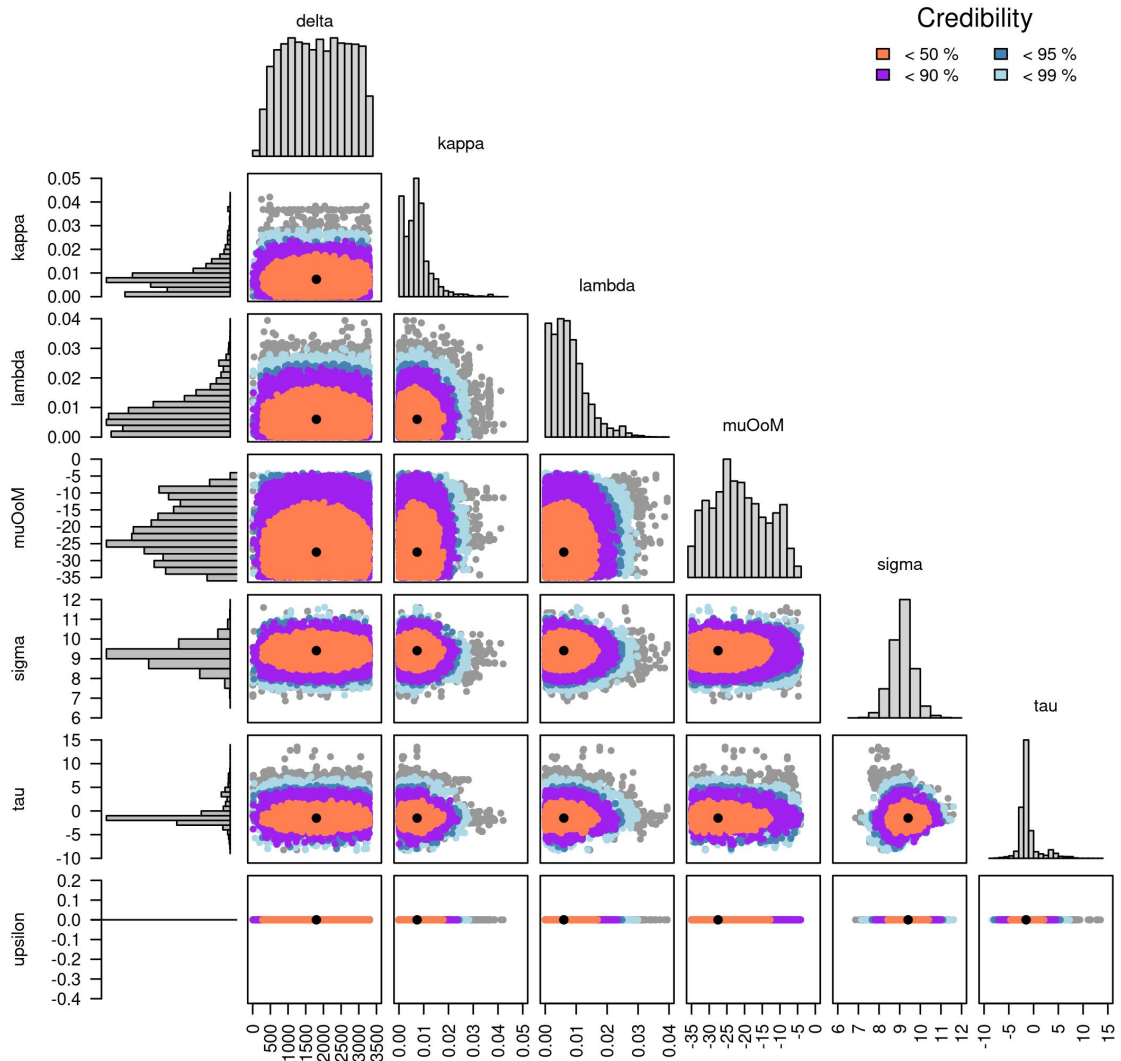 delta
Credibility
< 50 % < 95 %
< 90 % < 99 %
kappa
kappa
0.05
0.04
0.03
0.02
0.01
0.00
lambda
lambda
0.04
0.03
0.02
0.01
0.00
muOoM
muOoM
0
-5
-10
-15
-20
-25
-30
-35
sigma
sigma
12
11
10
9
8
7
6
tau
tau
15
10
5
0
-5
-10
upsilon
0.2
0.1
0.0
-0.1
-0.2
-0.3
-0.4
0 500 1000 1500 2000 2500 3000 3500
0.00 0.01 0.02 0.03 0.04 0.05
0.00 0.01 0.02 0.03 0.04
-35 -30 -25 -20 -15 -10 -5 0
6 7 8 9 10 11 12
-10 -5 0 5 10 15